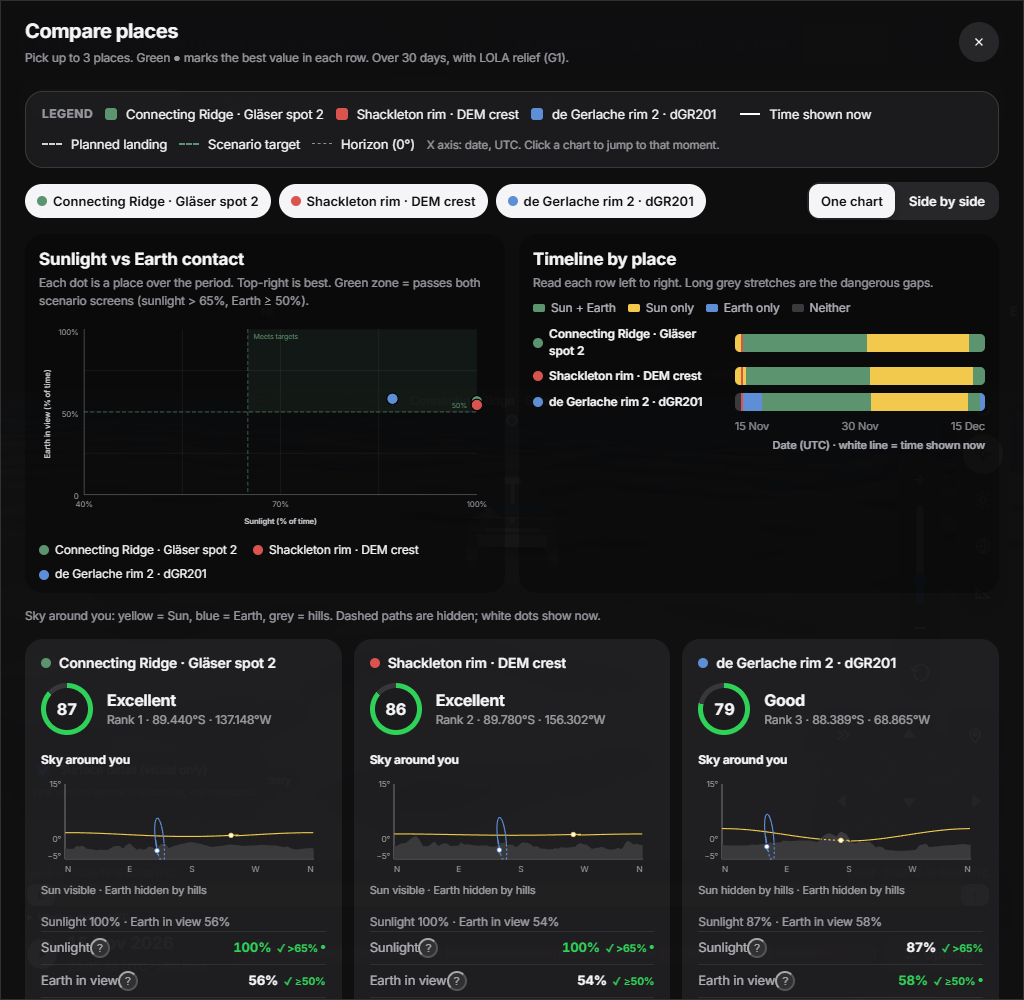 Compare places
Pick up to 3 places. Green ● marks the best value in each row. Over 30 days, with LOLA relief (G1).
×
LEGEND Connecting Ridge · Gläser spot 2 Shackleton rim · DEM crest de Gerlache rim 2 · dGR201 Time shown now
Planned landing Scenario target Horizon (0°) X axis: date, UTC. Click a chart to jump to that moment.
Connecting Ridge · Gläser spot 2 Shackleton rim · DEM crest de Gerlache rim 2 · dGR201 One chart Side by side
Sunlight vs Earth contact
Each dot is a place over the period. Top-right is best. Green zone = passes both
scenario screens (sunlight > 65%, Earth ≥ 50%).
100%
Meets targets
50%
50%
0
40% 70% 100%
Earth in view (% of time)
Sunlight (% of time)
Connecting Ridge · Gläser spot 2 Shackleton rim · DEM crest
de Gerlache rim 2 · dGR201
Timeline by place
Read each row left to right. Long grey stretches are the dangerous gaps.
Sun + Earth Sun only Earth only Neither
Connecting Ridge · Gläser
spot 2
Shackleton rim · DEM crest
de Gerlache rim 2 · dGR201
15 Nov 30 Nov 15 Dec
Date (UTC) · white line = time shown now
Sky around you: yellow = Sun, blue = Earth, grey = hills. Dashed paths are hidden; white dots show now.
Connecting Ridge · Gläser spot 2
87
Excellent
Rank 1 · 89.440°S · 137.148°W
Sky around you
15°
0°
-5°
N E S W N
Sun visible · Earth hidden by hills
Sunlight 100% · Earth in view 56%
Sunlight ? 100% ✓ >65% •
Earth in view ? 56% ✓ ≥50%
Shackleton rim · DEM crest
86
Excellent
Rank 2 · 89.780°S · 156.302°W
Sky around you
15°
0°
-5°
N E S W N
Sun visible · Earth hidden by hills
Sunlight 100% · Earth in view 54%
Sunlight ? 100% ✓ >65% •
Earth in view ? 54% ✓ ≥50%
de Gerlache rim 2 · dGR201
79
Good
Rank 3 · 88.389°S · 68.865°W
Sky around you
15°
0°
-5°
N E S W N
Sun hidden by hills · Earth hidden by hills
Sunlight 87% · Earth in view 58%
Sunlight ? 87% ✓ >65%
Earth in view ? 58% ✓ ≥50% •